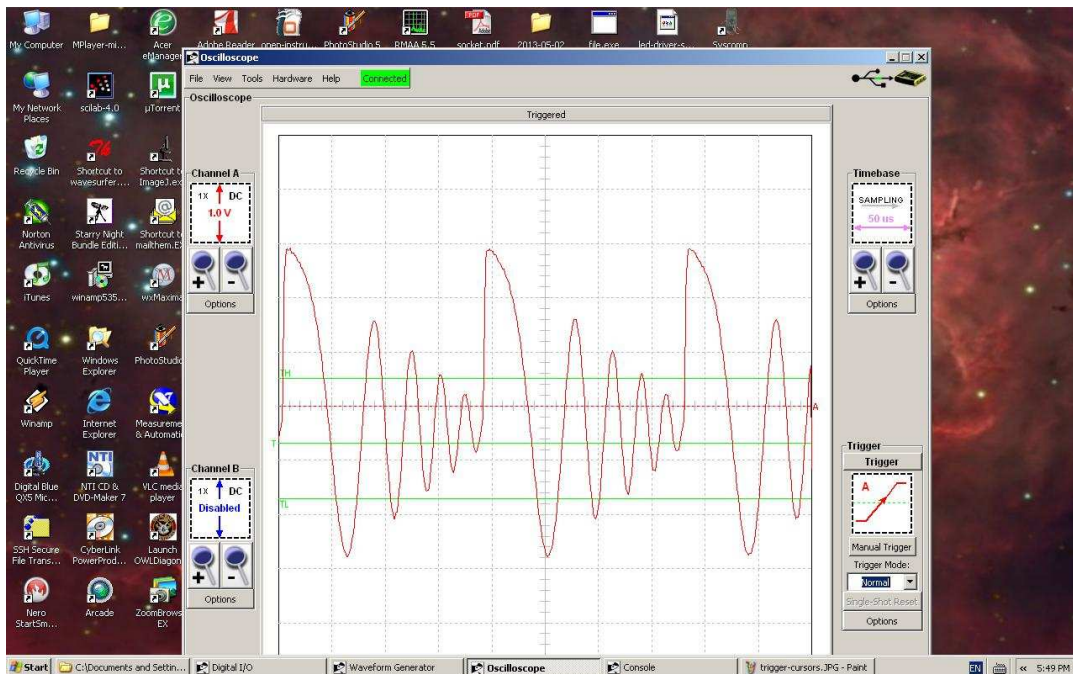 My Computer
MPlayer-mi...
Acer eManager
Adobe Reader
open-instru...
PhotoStudio 5
RMAA 5.5
socket.pdf
2013-05-02
file.exe
led-driver-s...
Syscomp
Oscilloscope
File View Tools Hardware Help Connected
Oscilloscope
Triggered
My Network
Places
scilab-4.0
µTorrent
Recycle Bin
Shortcut to
wavesurfer....
Shortcut t
ImageJ.ex
Norton
Antivirus
Starry Night
Bundle Editi...
Shortcut t
mailthem.E
iTunes
winamp535...
wxMaxima
QuickTime
Player
Windows
Explorer
PhotoStudio
Winamp
Internet
Explorer
Measureme
& Automati
Digital Blue
QX5 Mic...
NTI CD &
DVD-Maker 7
VLC media
player
SSH Secure
File Trans...
CyberLink
PowerProd...
Launch
OWLDiagon
Nero
StartSm...
Arcade
ZoomBrows
EX
Channel A
1X DC
1.0 V
+ -
Options
Channel B
1X DC
Disabled
+ -
Options
TH
T
TL
A
Timebase
SAMPLING
50 us
+ -
Options
Trigger
Trigger
A
Manual Trigger
Trigger Mode:
Normal
Single-Shot Reset
Options
Start C:\Documents and Settin... Digital I/O Waveform Generator Oscilloscope Console trigger-cursors.JPG - Paint EN « 5:49 PM